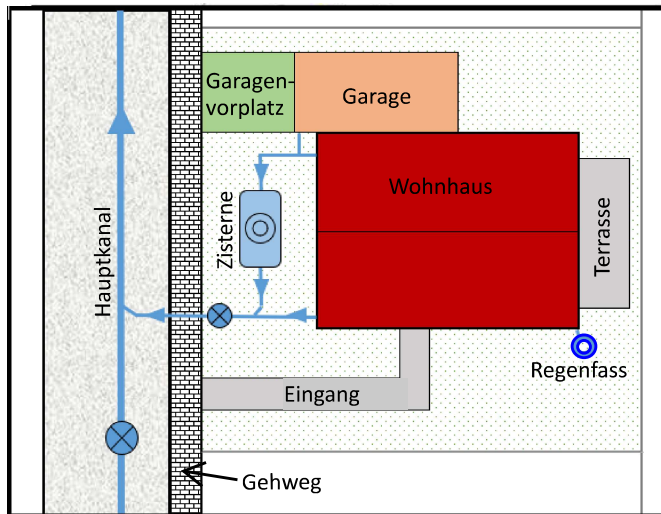 Garagen-
vorplatz
Garage
Wohnhaus
Terrasse
Zisterne
Hauptkanal
Regenfass
Eingang
Gehweg